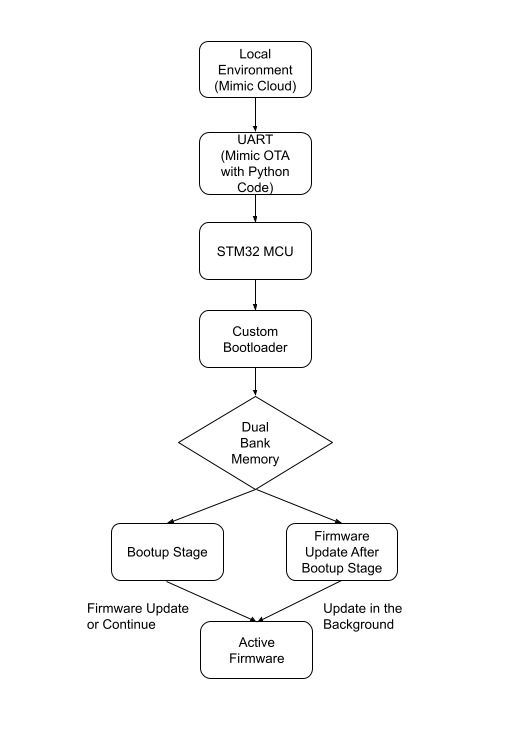 Local
Environment
(Mimic Cloud)
UART
(Mimic OTA
with Python
Code)
STM32 MCU
Custom
Bootloader
Dual
Bank
Memory
Bootup Stage
Firmware
Update After
Bootup Stage
Firmware Update
or Continue
Update in the
Background
Active
Firmware